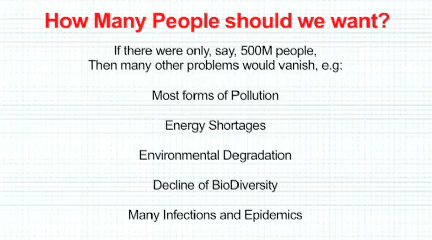 How Many People should we want?
If there were only, say, 500M people,
Then many other problems would vanish, e.g:
Most forms of Pollution
Energy Shortages
Environmental Degradation
Decline of BioDiversity
Many Infections and Epidemics